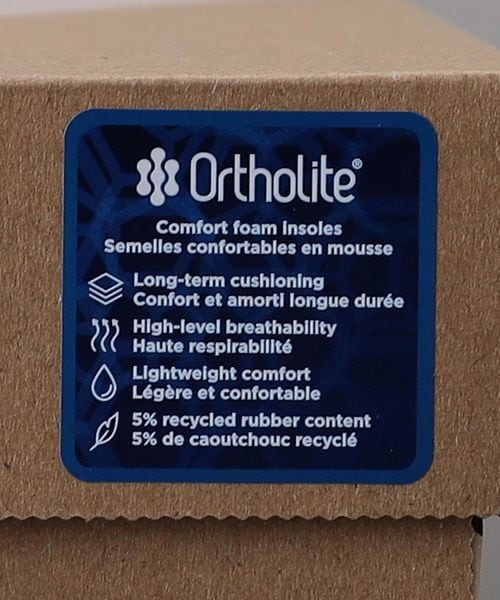 Ortholite®
Comfort foam insoles
Semelles confortables en mousse
Long-term cushioning
Confort et amorti longue durée
High-level breathability
Haute respirabilité
Lightweight comfort
Légère et confortable
5% recycled rubber content
5% de caoutchouc recyclé